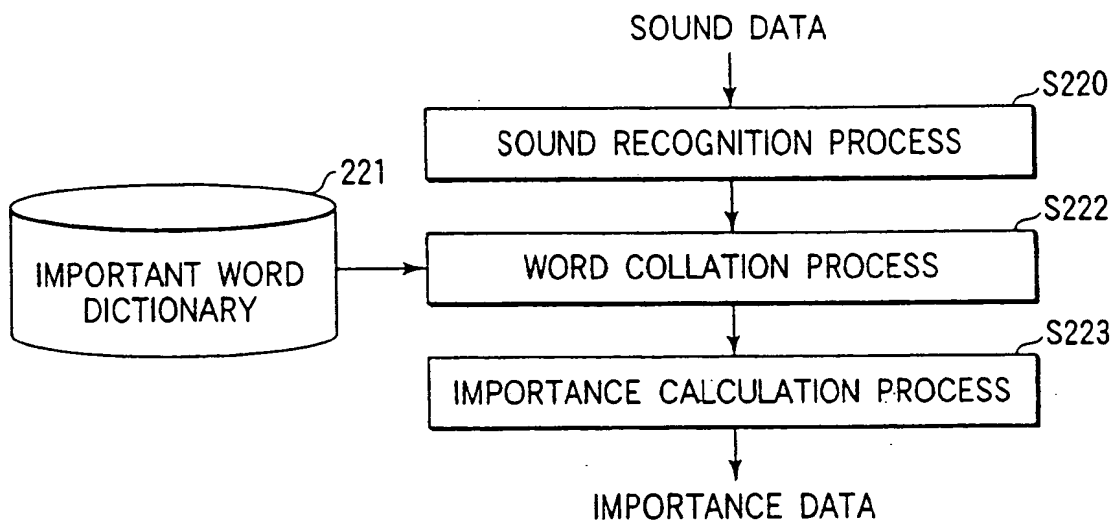 SOUND DATA
S220
SOUND RECOGNITION PROCESS
221
S222
IMPORTANT WORD
DICTIONARY
WORD COLLATION PROCESS
S223
IMPORTANCE CALCULATION PROCESS
IMPORTANCE DATA